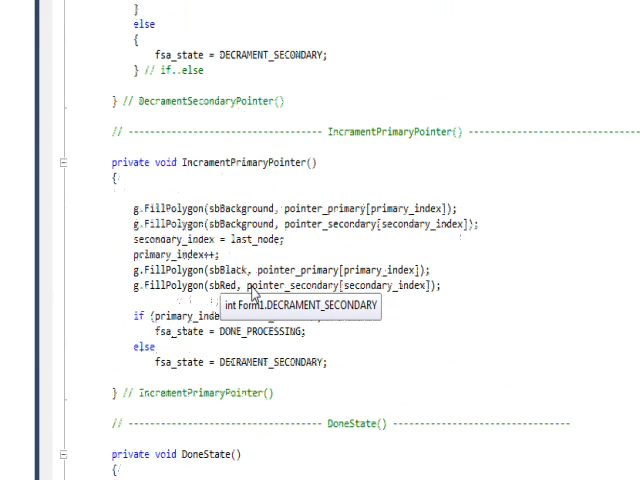 }
else
{
fsa_state = DECRAMENT_SECONDARY;
} // if..else
} // DecramentSecondaryPointer()
// ----------------------------------- IncramentPrimaryPointer() -------------------------------
private void IncramentPrimaryPointer()
{
g.FillPolygon(sbBackground, pointer_primary[primary_index]);
g.FillPolygon(sbBackground, pointer_secondary[secondary_index]);
secondary_index = last_node;
primary_index++;
g.FillPolygon(sbBlack, pointer_primary[primary_index]);
g.FillPolygon(sbRed, pointer_secondary[secondary_index]);
int Form1.DECRAMENT_SECONDARY
if (primary_ind
fsa_state = DONE_PROCESSING;
else
fsa_state = DECRAMENT_SECONDARY;
} // IncramentPrimaryPointer()
// ----------------------------------- DoneState() --------------------------------
private void DoneState()
{